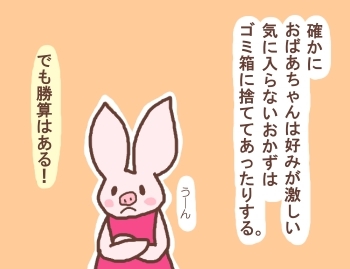 確かに
おばあちゃんは好みが激しい
気に入らないおかずは
ゴミ箱に捨ててあったりする。
うーん
でも勝算はある！